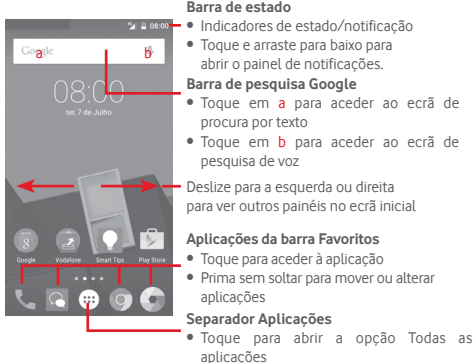 Barra de estado
08:00
• Indicadores de estado/notificação
• Toque e arraste para baixo para
abrir o painel de notificações.
Google
a
b
Barra de pesquisa Google
• Toque em a para aceder ao ecrã de
procura por texto
• Toque em b para aceder ao ecrã de
pesquisa de voz
08:00
ter, 7 de Julho
Deslize para a esquerda ou direita
para ver outros painéis no ecrã inicial
Google Vodafone Smart Tips Play Store
Aplicações da barra Favoritos
• Toque para aceder à aplicação
• Prima sem soltar para mover ou alterar
aplicações
Separador Aplicações
• Toque para abrir a opção Todas as
aplicações